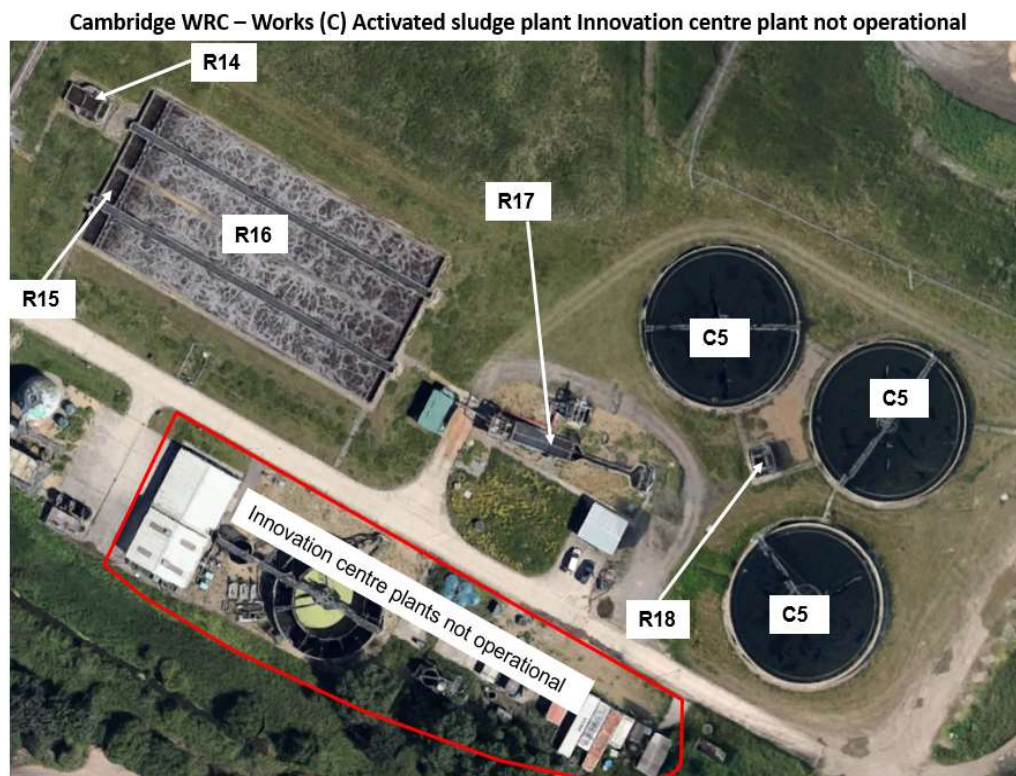 Cambridge WRC – Works (C) Activated sludge plant Innovation centre plant not operational
R14
R17
R16
R15
C5
C5
Innovation centre plants not operational
R18
C5